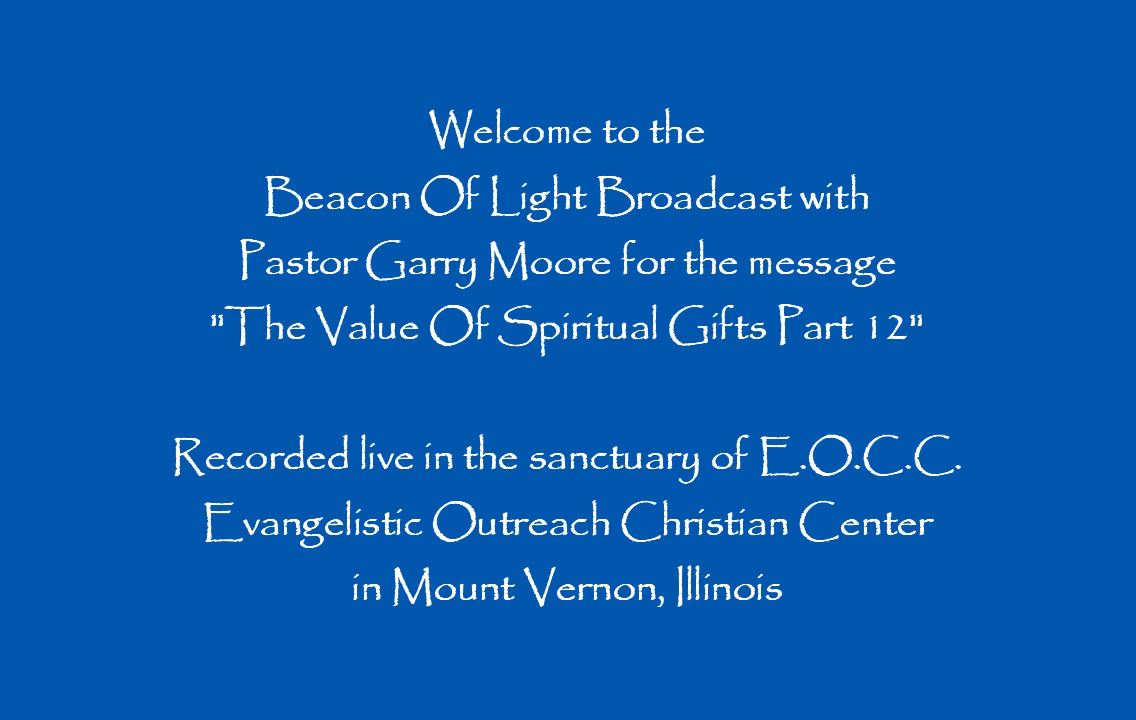 Welcome to the
Beacon Of Light Broadcast with
Pastor Garry Moore for the message
"The Value Of Spiritual Gifts Part 12"
Recorded live in the sanctuary of E.O.C.C.
Evangelistic Outreach Christian Center
in Mount Vernon, Illinois